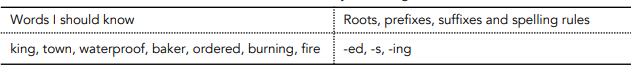 Words I should know
Roots, prefixes, suffixes and spelling rules
king, town, waterproof, baker, ordered, burning, fire
-ed, -s, -ing